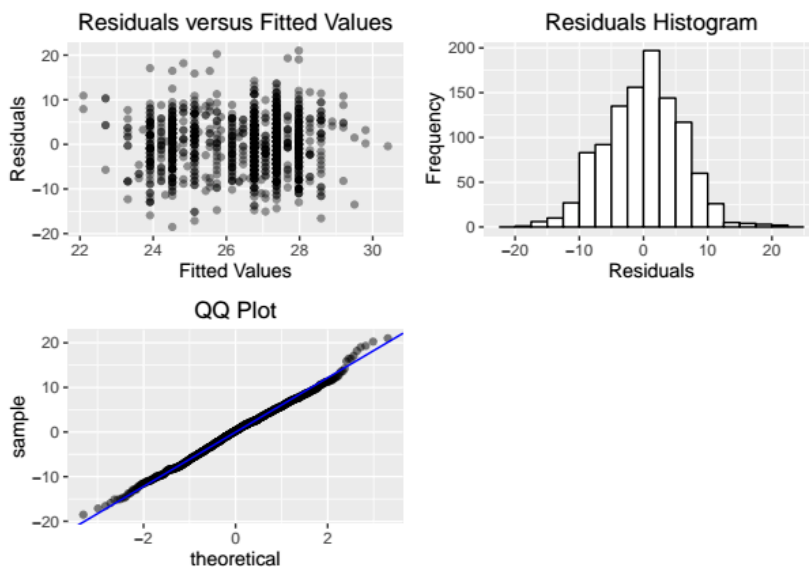 Residuals versus Fitted Values
20
10
0
−10
−20
Residuals
22 24 26 28 30
Fitted Values
Residuals Histogram
200
150
100
50
0
Frequency
−20 −10 0 10 20
Residuals
QQ Plot
20
10
0
−10
−20
sample
−2 0 2
theoretical